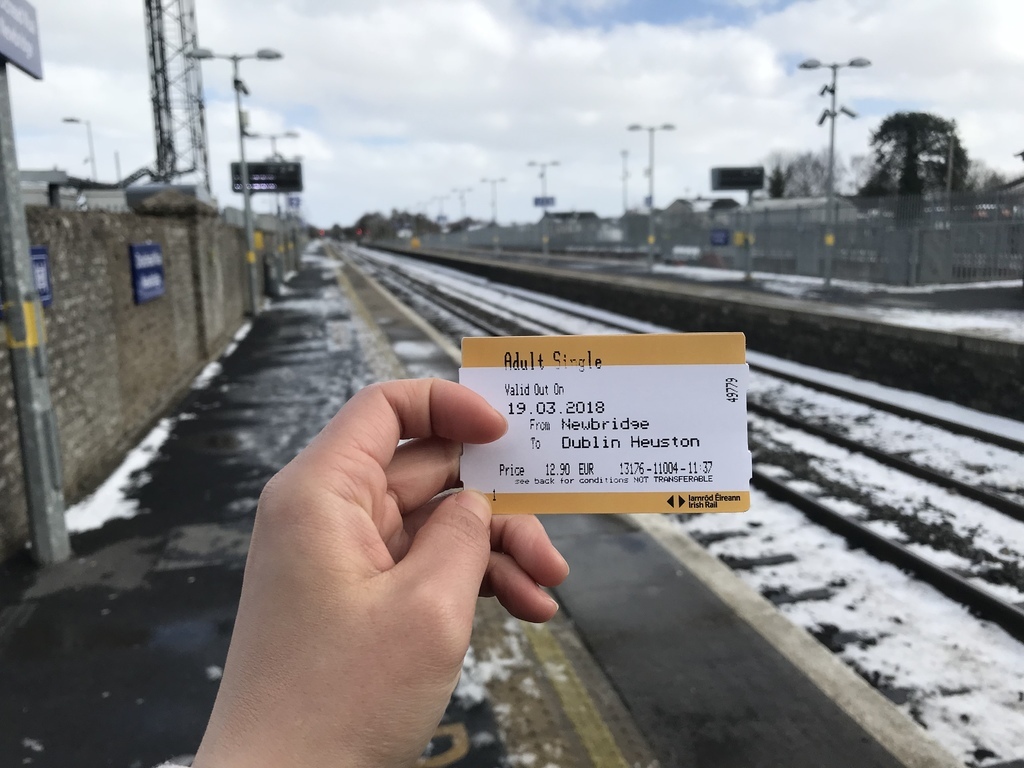 Adult Single
Valid Out On
19.03.2018
From Newbridge
To Dublin Heuston
Price 12.90 EUR 13176-11004-11:37
see back for conditions NOT TRANSFERABLE
1
49779
Iarnród Éireann
Irish Rail